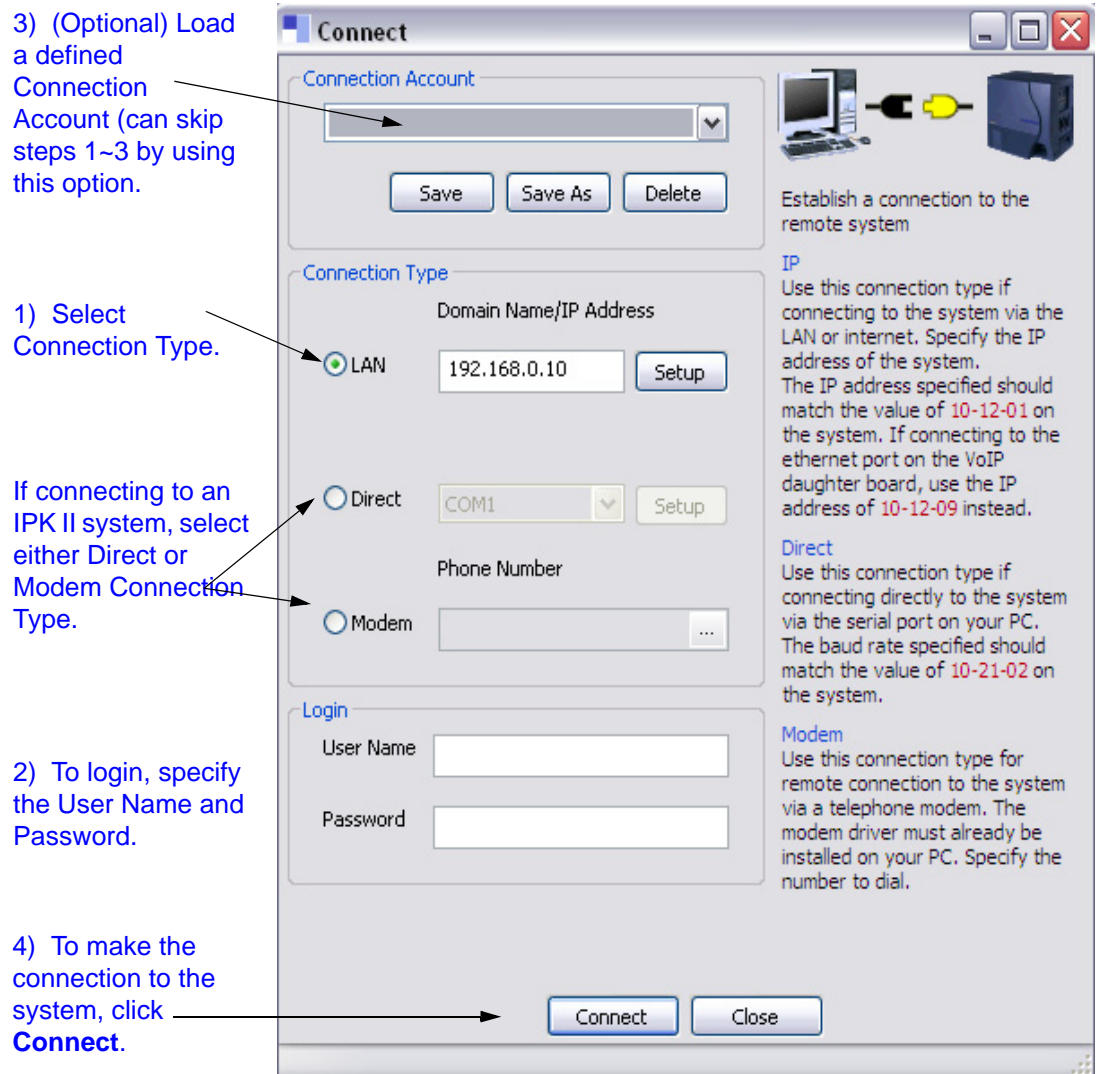 3) (Optional) Load
a defined
Connection
Account (can skip
steps 1~3 by using
this option.
1) Select
Connection Type.
If connecting to an
IPK II system, select
either Direct or
Modem Connection
Type.
2) To login, specify
the User Name and
Password.
4) To make the
connection to the
system, click
Connect.
Connect
Connection Account
Save Save As Delete
Connection Type
Domain Name/IP Address
LAN 192.168.0.10 Setup
Direct COM1 Setup
Phone Number
Modem ...
Login
User Name
Password
Connect Close
Establish a connection to the
remote system
IP
Use this connection type if
connecting to the system via the
LAN or internet. Specify the IP
address of the system.
The IP address specified should
match the value of 10-12-01 on
the system. If connecting to the
ethernet port on the VoIP
daughter board, use the IP
address of 10-12-09 instead.
Direct
Use this connection type if
connecting directly to the system
via the serial port on your PC.
The baud rate specified should
match the value of 10-21-02 on
the system.
Modem
Use this connection type for
remote connection to the system
via a telephone modem. The
modem driver must already be
installed on your PC. Specify the
number to dial.